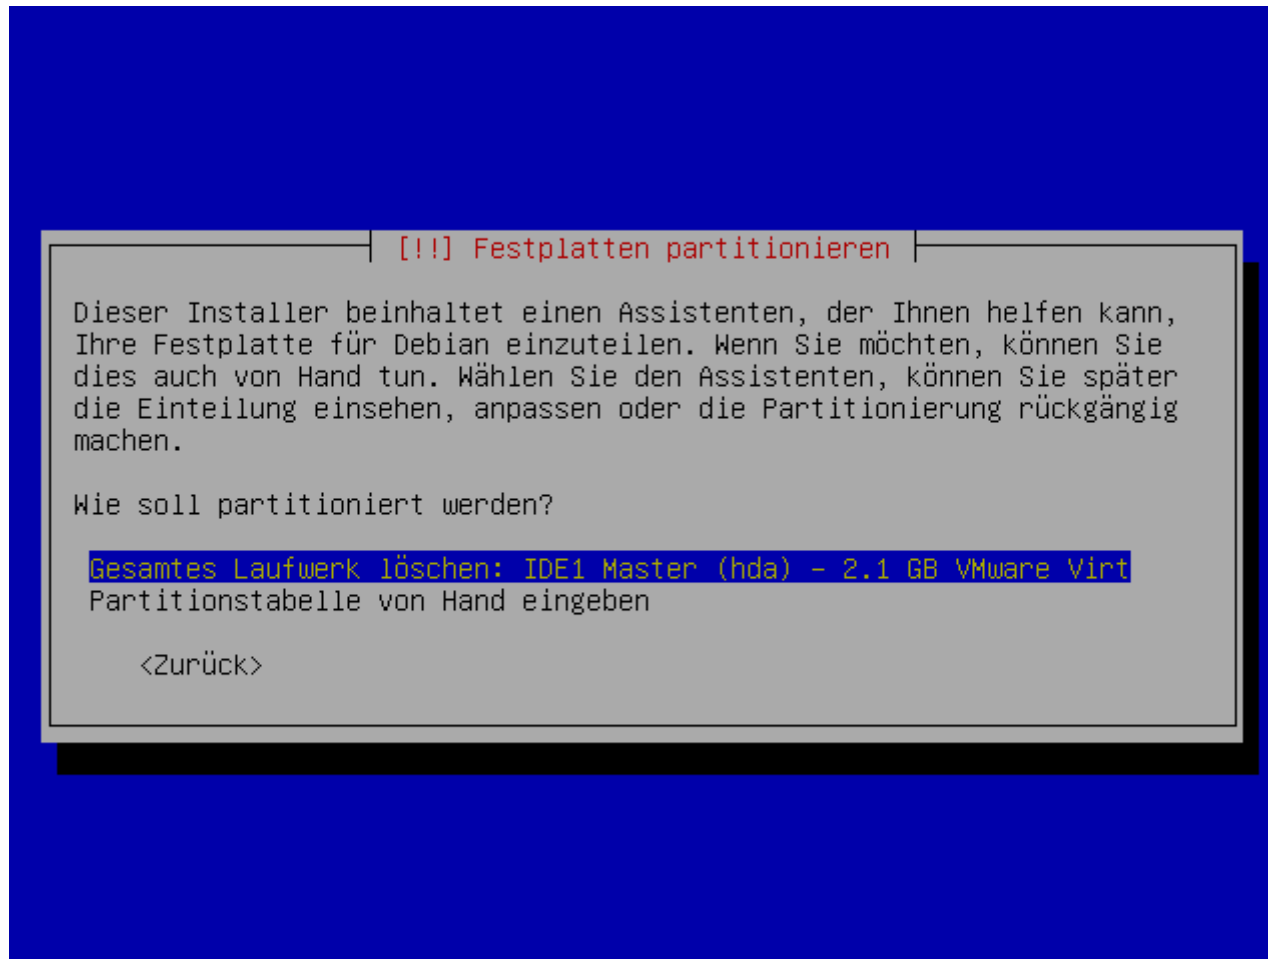 [!!] Festplatten partitionieren
Dieser Installer beinhaltet einen Assistenten, der Ihnen helfen kann,
Ihre Festplatte für Debian einzuteilen. Wenn Sie möchten, können Sie
dies auch von Hand tun. Wählen Sie den Assistenten, können Sie später
die Einteilung einsehen, anpassen oder die Partitionierung rückgängig
machen.
Wie soll partitioniert werden?
Gesamtes Laufwerk löschen: IDE1 Master (hda) - 2.1 GB VMware Virt
Partitionstabelle von Hand eingeben
<Zurück>